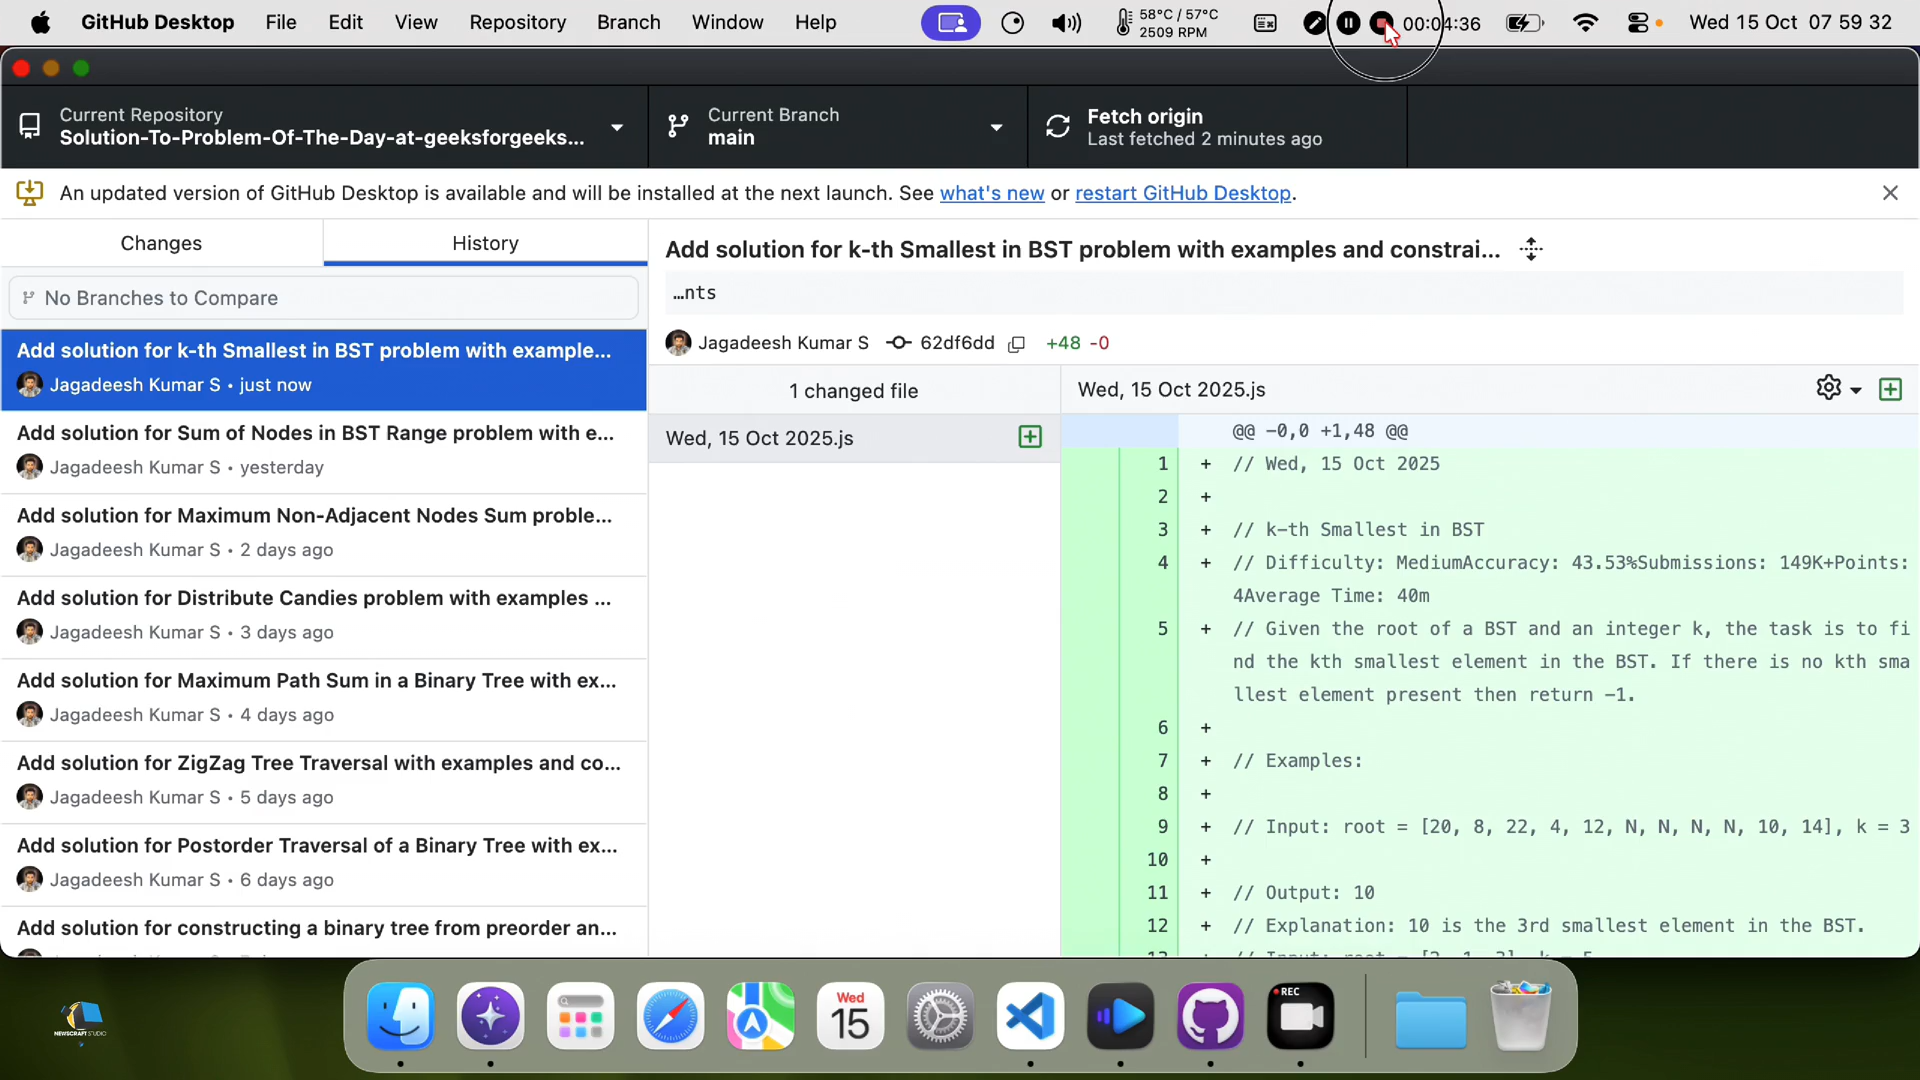 GitHub Desktop File Edit View Repository Branch Window Help 58°C / 57°C 2509 RPM 00:04:36 Wed 15 Oct 07 59 32
Current Repository
Solution-To-Problem-Of-The-Day-at-geeksforgeeks...
Current Branch
main
Fetch origin
Last fetched 2 minutes ago
An updated version of GitHub Desktop is available and will be installed at the next launch. See what's new or restart GitHub Desktop.
Changes
History
No Branches to Compare
Add solution for k-th Smallest in BST problem with example...
Jagadeesh Kumar S • just now
Add solution for Sum of Nodes in BST Range problem with e...
Jagadeesh Kumar S • yesterday
Add solution for Maximum Non-Adjacent Nodes Sum proble...
Jagadeesh Kumar S • 2 days ago
Add solution for Distribute Candies problem with examples ...
Jagadeesh Kumar S • 3 days ago
Add solution for Maximum Path Sum in a Binary Tree with ex...
Jagadeesh Kumar S • 4 days ago
Add solution for ZigZag Tree Traversal with examples and co...
Jagadeesh Kumar S • 5 days ago
Add solution for Postorder Traversal of a Binary Tree with ex...
Jagadeesh Kumar S • 6 days ago
Add solution for constructing a binary tree from preorder an...
Add solution for k-th Smallest in BST problem with examples and constrai...
…nts
Jagadeesh Kumar S 62df6dd +48 -0
1 changed file
Wed, 15 Oct 2025.js
Wed, 15 Oct 2025.js
@@ -0,0 +1,48 @@
1 + // Wed, 15 Oct 2025
2 +
3 + // k-th Smallest in BST
4 + // Difficulty: MediumAccuracy: 43.53%Submissions: 149K+Points:
4Average Time: 40m
5 + // Given the root of a BST and an integer k, the task is to fi
nd the kth smallest element in the BST. If there is no kth sma
llest element present then return -1.
6 +
7 + // Examples:
8 +
9 + // Input: root = [20, 8, 22, 4, 12, N, N, N, N, 10, 14], k = 3
10 +
11 + // Output: 10
12 + // Explanation: 10 is the 3rd smallest element in the BST.
NEWSCRAFT STUDIO
Wed
15
REC